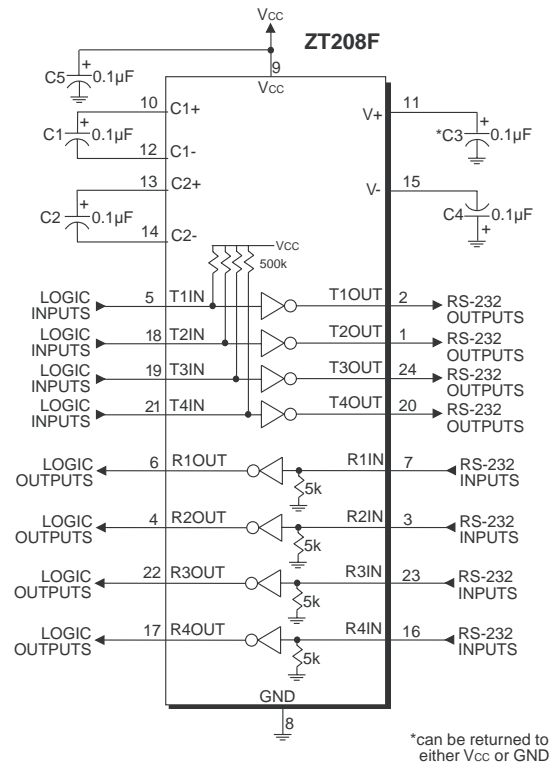 Vcc
ZT208F
9
Vcc
C5
+
0.1µF
10
C1+
C1
+
0.1µF
12
C1-
13
C2+
C2
+
0.1µF
14
C2-
V+
11
*C3
+
0.1µF
V-
15
C4
0.1µF
+
Vcc
500k
LOGIC
INPUTS
5
T1IN
T1OUT
2
RS-232
OUTPUTS
LOGIC
INPUTS
18
T2IN
T2OUT
1
RS-232
OUTPUTS
LOGIC
INPUTS
19
T3IN
T3OUT
24
RS-232
OUTPUTS
LOGIC
INPUTS
21
T4IN
T4OUT
20
RS-232
OUTPUTS
LOGIC
OUTPUTS
6
R1OUT
R1IN
7
RS-232
INPUTS
5k
LOGIC
OUTPUTS
4
R2OUT
R2IN
3
RS-232
INPUTS
5k
LOGIC
OUTPUTS
22
R3OUT
R3IN
23
RS-232
INPUTS
5k
LOGIC
OUTPUTS
17
R4OUT
R4IN
16
RS-232
INPUTS
5k
GND
8
*can be returned to
either Vcc or GND